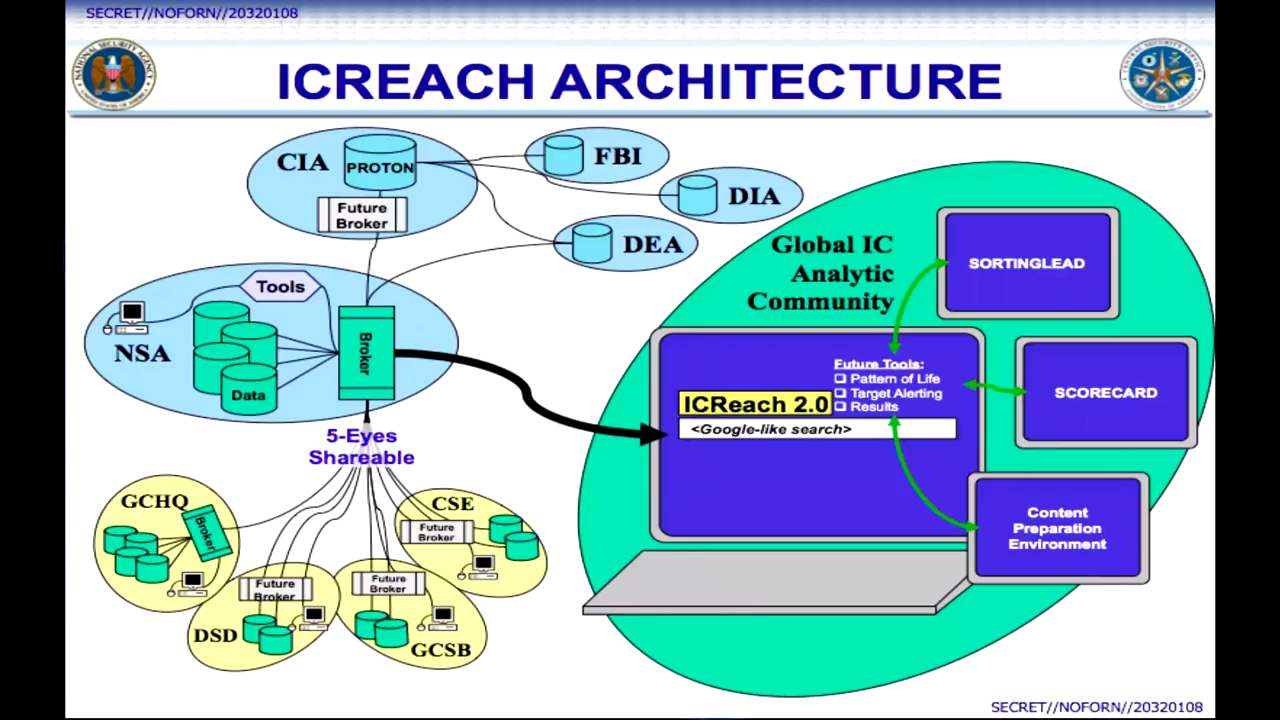 SECRET//NOFORN//20320108
ICREACH ARCHITECTURE
CIA
PROTON
Future
Broker
FBI
DIA
DEA
NSA
Tools
Data
Broker
5-Eyes
Shareable
GCHQ
Broker
DSD
Future
Broker
GCSB
Future
Broker
CSE
Future
Broker
Global IC
Analytic
Community
SORTINGLEAD
SCORECARD
Content
Preparation
Environment
Future Tools:
❑ Pattern of Life
❑ Target Alerting
❑ Results
ICReach 2.0
<Google-like search>
SECRET//NOFORN//20320108